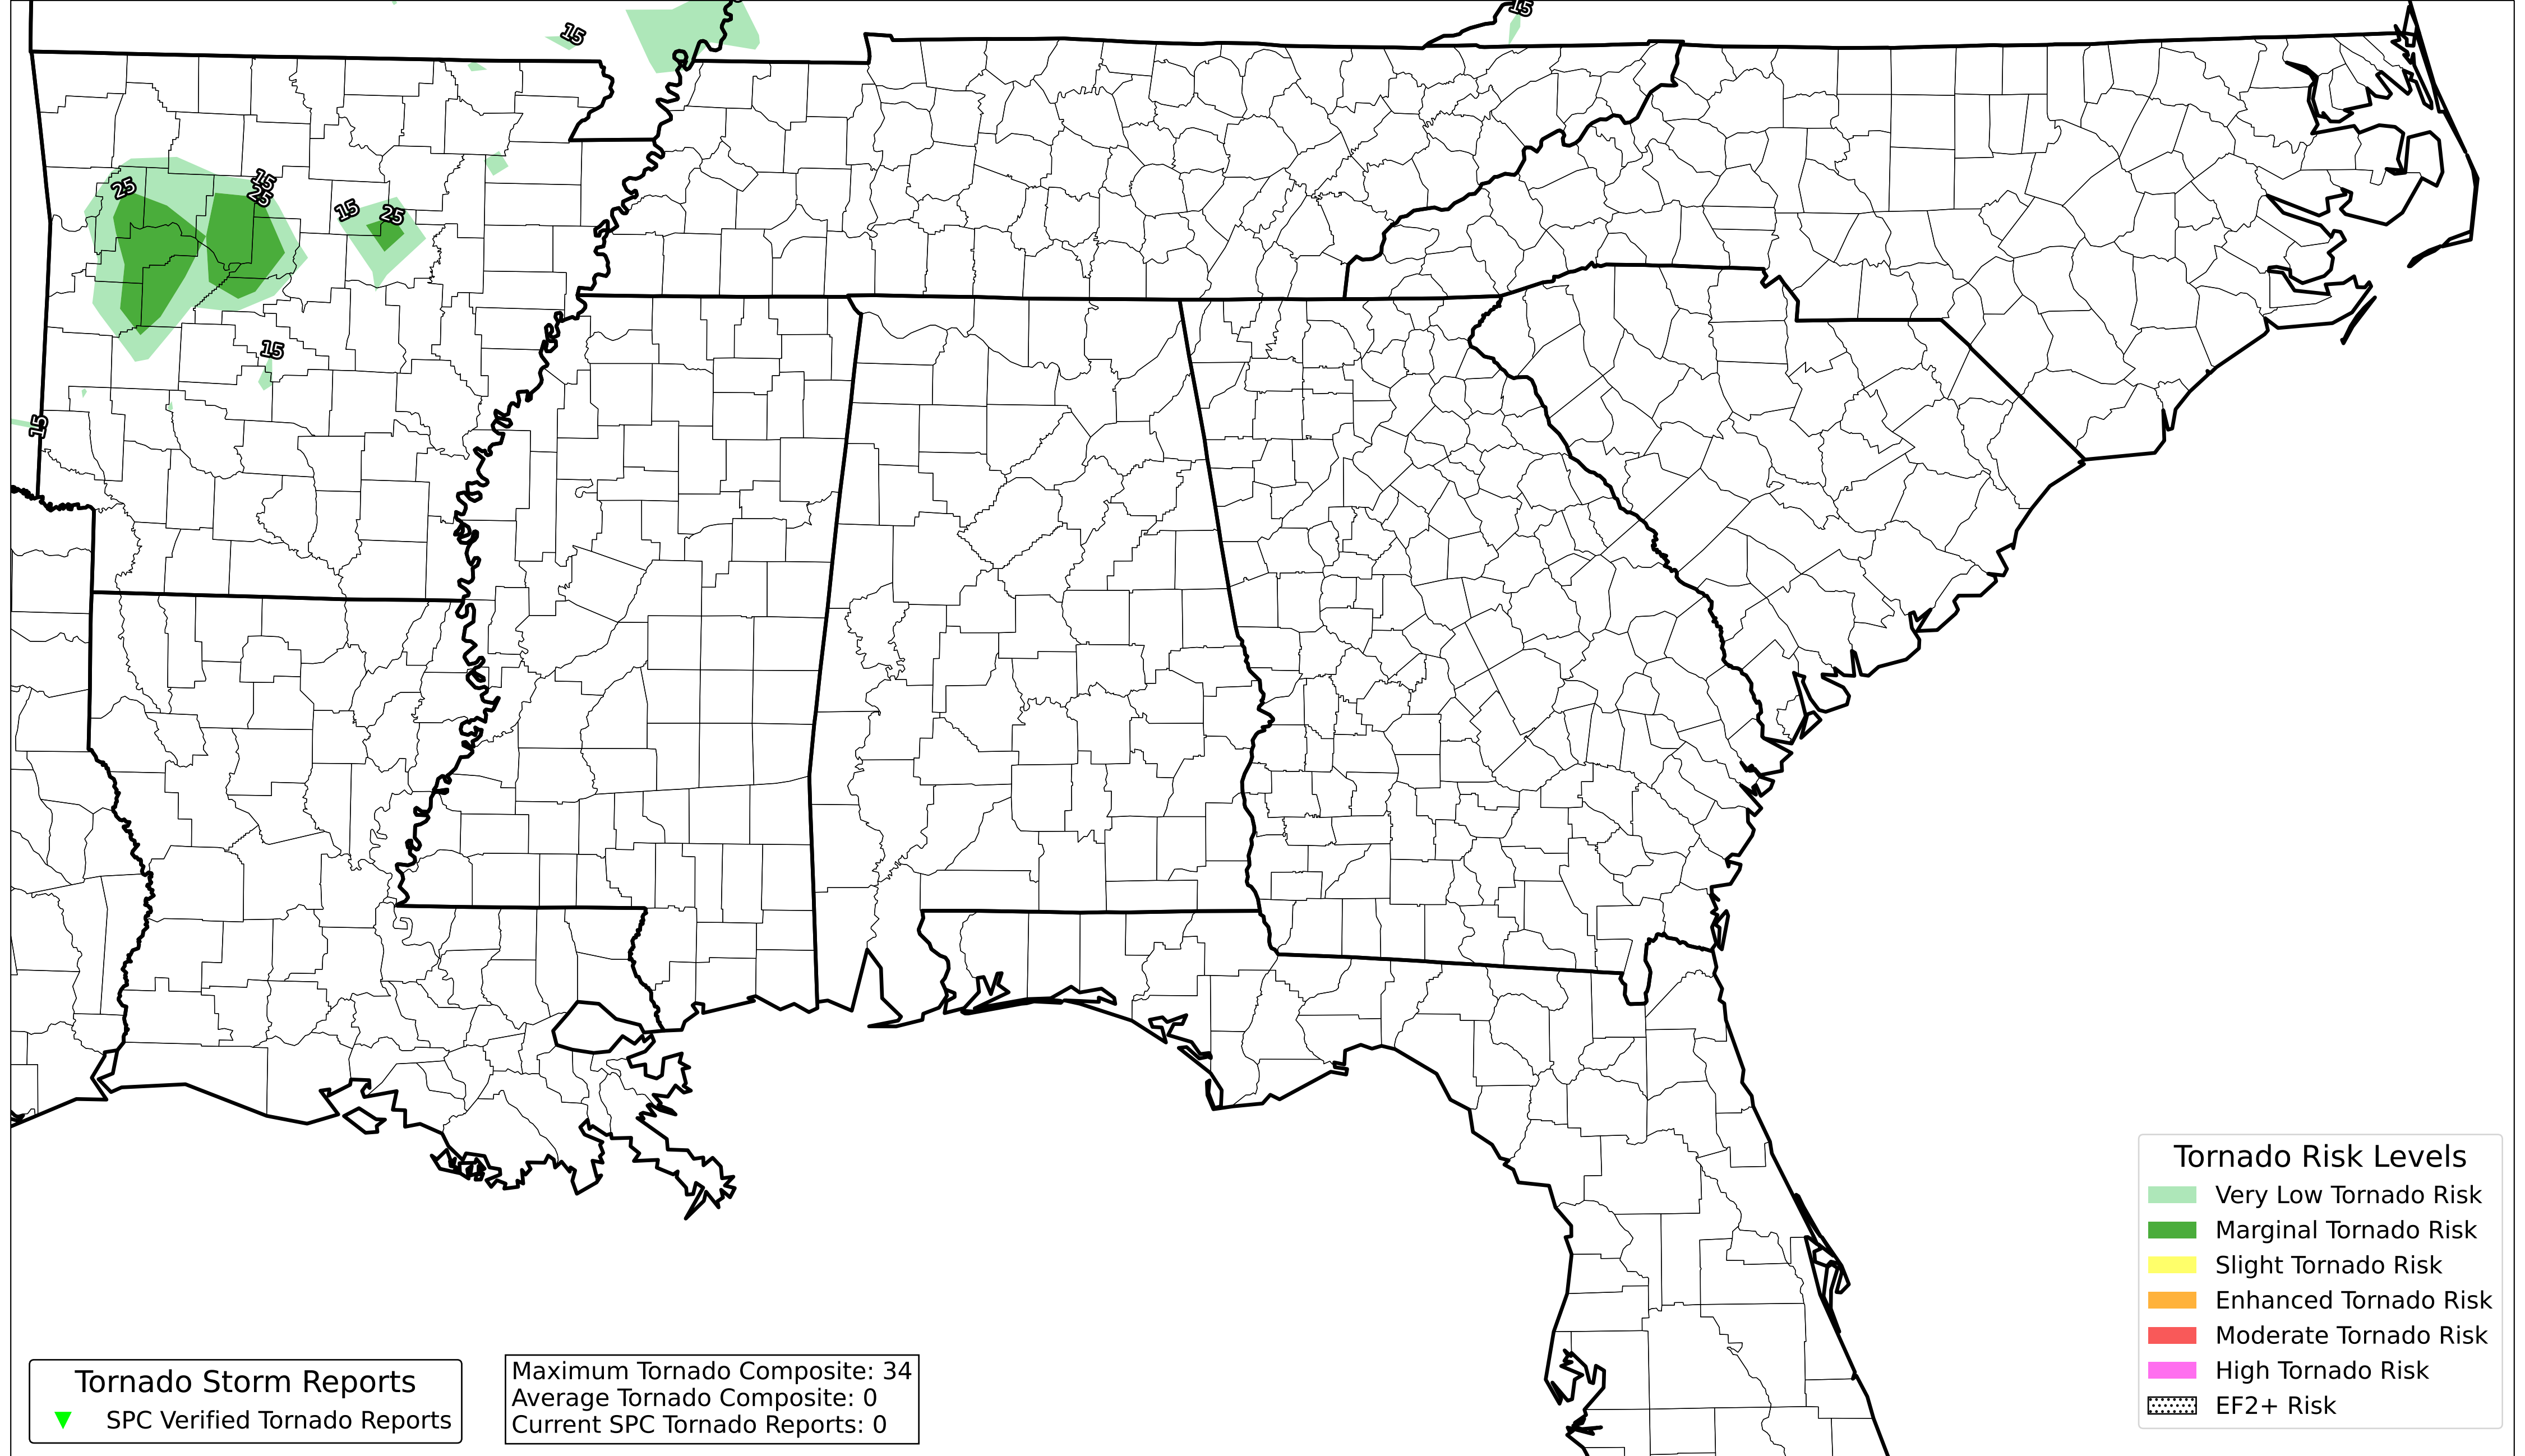 15
15
25
15
25
15
25
15
15
Tornado Risk Levels
Very Low Tornado Risk
Marginal Tornado Risk
Slight Tornado Risk
Enhanced Tornado Risk
Moderate Tornado Risk
High Tornado Risk
EF2+ Risk
Tornado Storm Reports
SPC Verified Tornado Reports
Maximum Tornado Composite: 34
Average Tornado Composite: 0
Current SPC Tornado Reports: 0